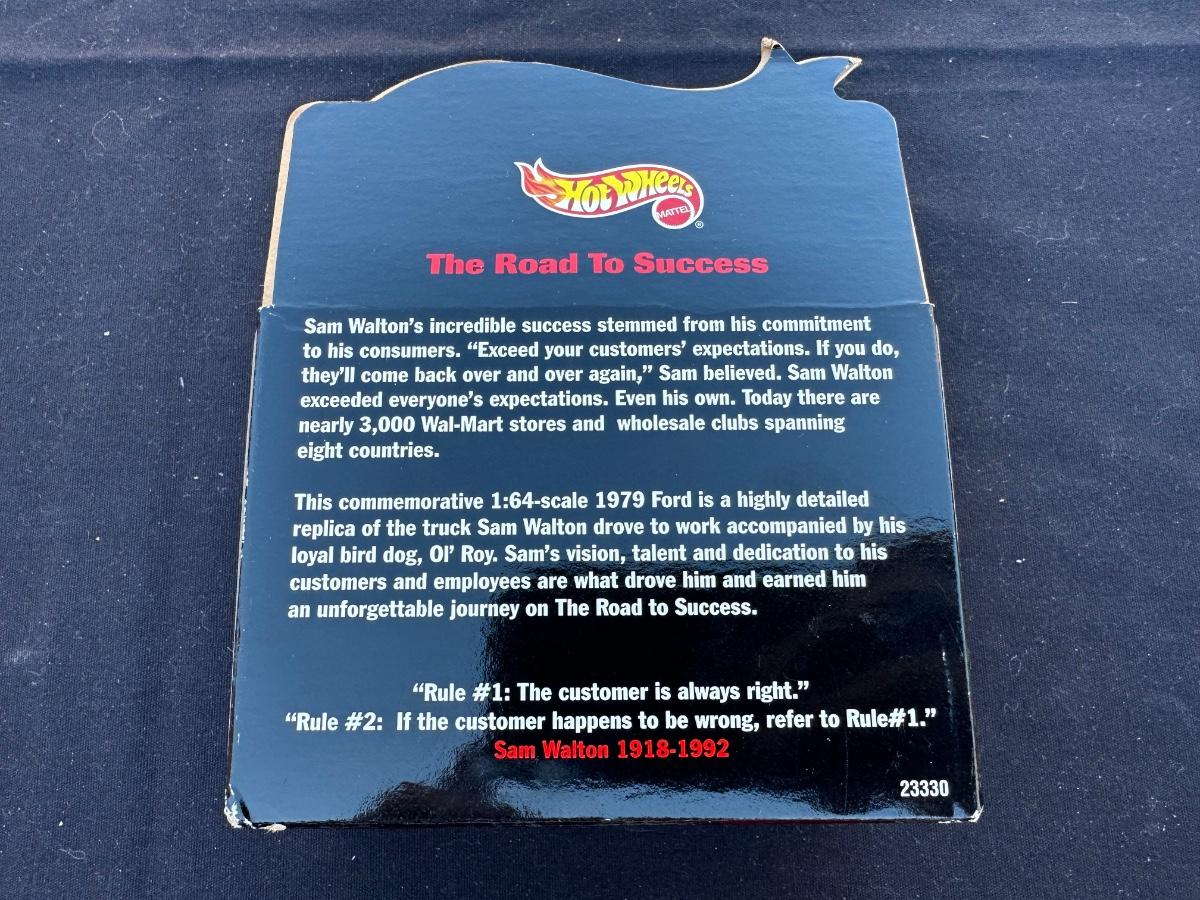 Hot Wheels
MATTEL
®
The Road To Success
Sam Walton's incredible success stemmed from his commitment
to his consumers. “Exceed your customers' expectations. If you do,
they'll come back over and over again,” Sam believed. Sam Walton
exceeded everyone's expectations. Even his own. Today there are
nearly 3,000 Wal-Mart stores and  wholesale clubs spanning
eight countries.
This commemorative 1:64-scale 1979 Ford is a highly detailed
replica of the truck Sam Walton drove to work accompanied by his
loyal bird dog, Ol' Roy. Sam's vision, talent and dedication to his
customers and employees are what drove him and earned him
an unforgettable journey on The Road to Success.
“Rule #1: The customer is always right.”
“Rule #2:  If the customer happens to be wrong, refer to Rule#1.”
Sam Walton 1918-1992
23330